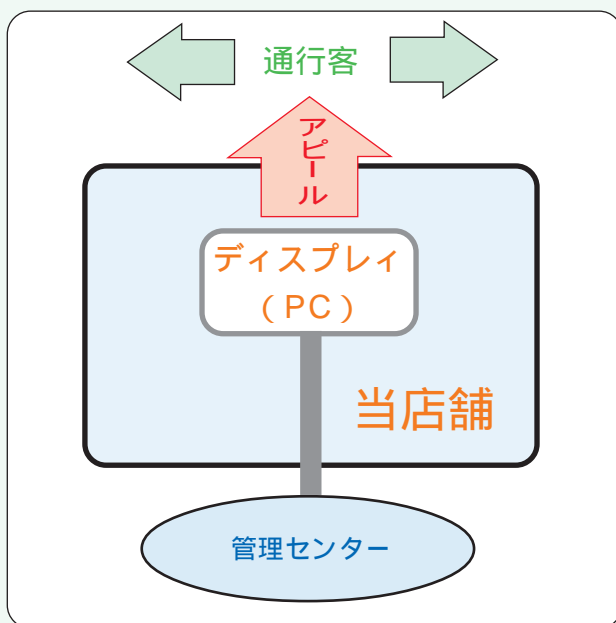 通行客
アピール
ディスプレィ
（PC）
当店舗
管理センター